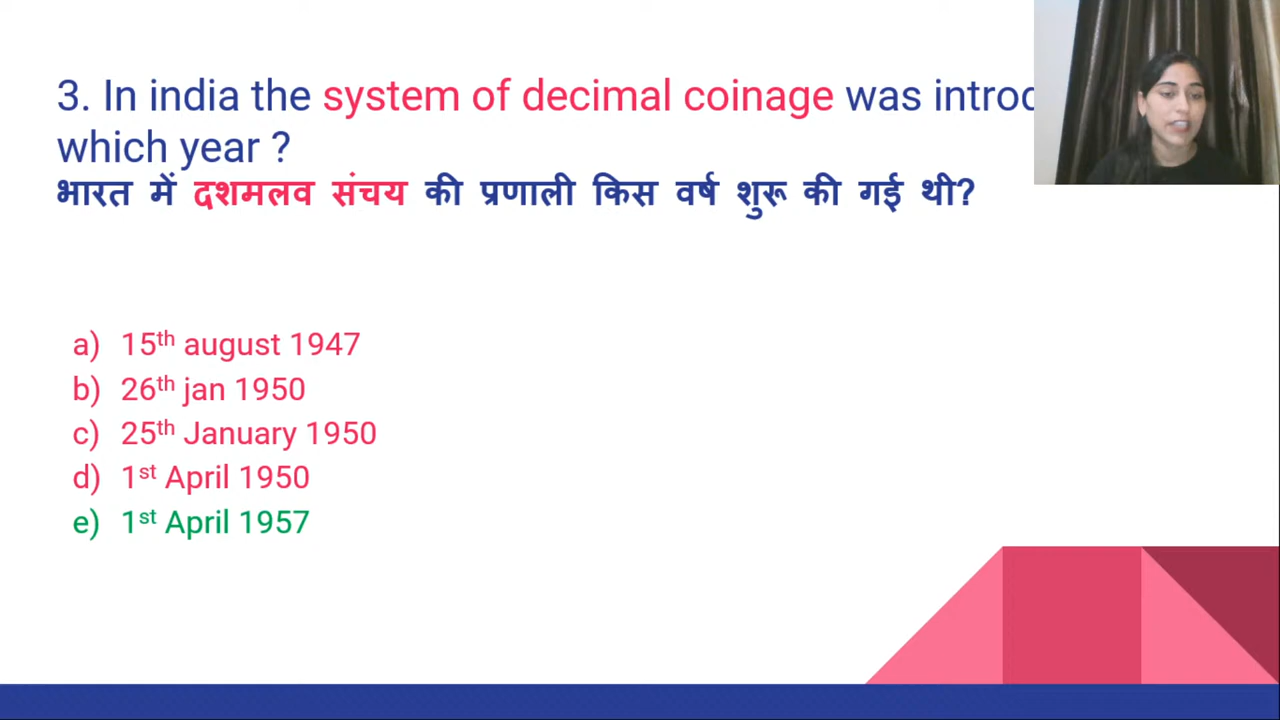 3. In india the system of decimal coinage was
which year ?
भारत में दशमलव संचय की प्रणाली किस वर्ष शुरू की गई थी?
a) 15th august 1947
b) 26th jan 1950
c) 25th January 1950
d) 1st April 1950
e) 1st April 1957